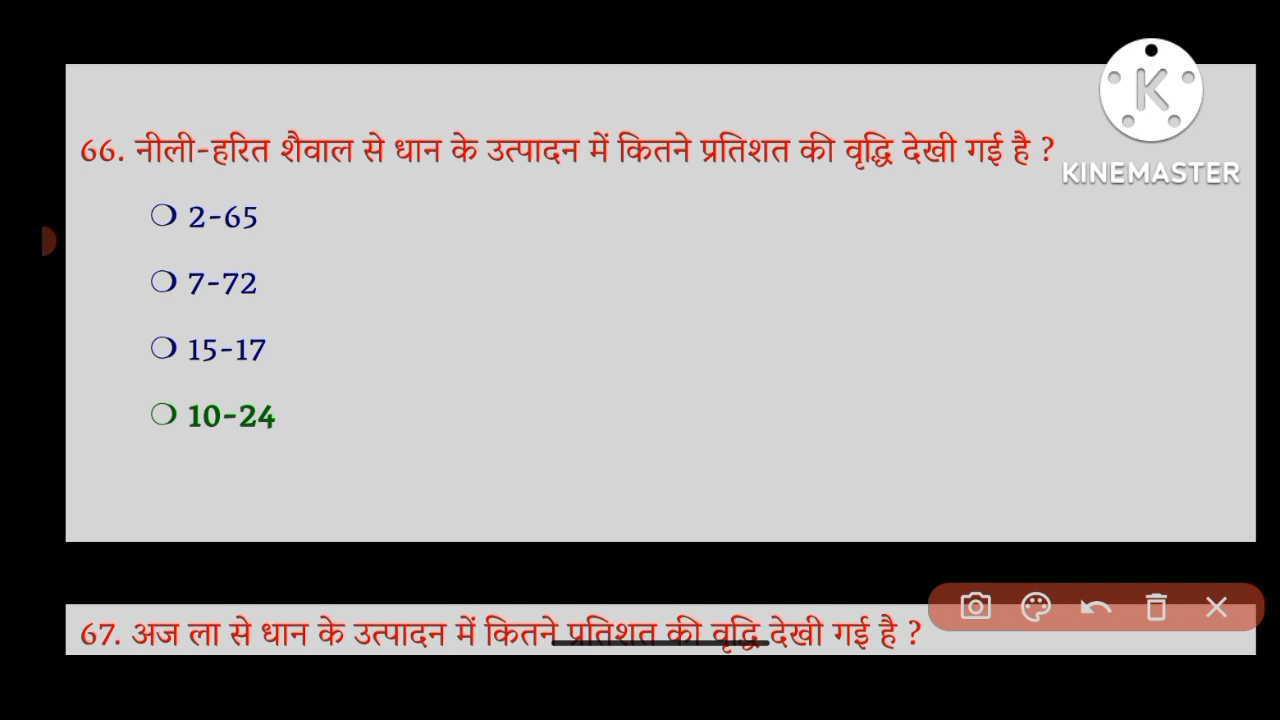 KINEMASTER
66. नीली-हरित शैवाल से धान के उत्पादन में कितने प्रतिशत की वृद्धि देखी गई है ?
❍ 2-65
❍ 7-72
❍ 15-17
❍ 10-24
67. अज ला से धान के उत्पादन में कितने प्रतिशत की वृद्धि देखी गई है ?